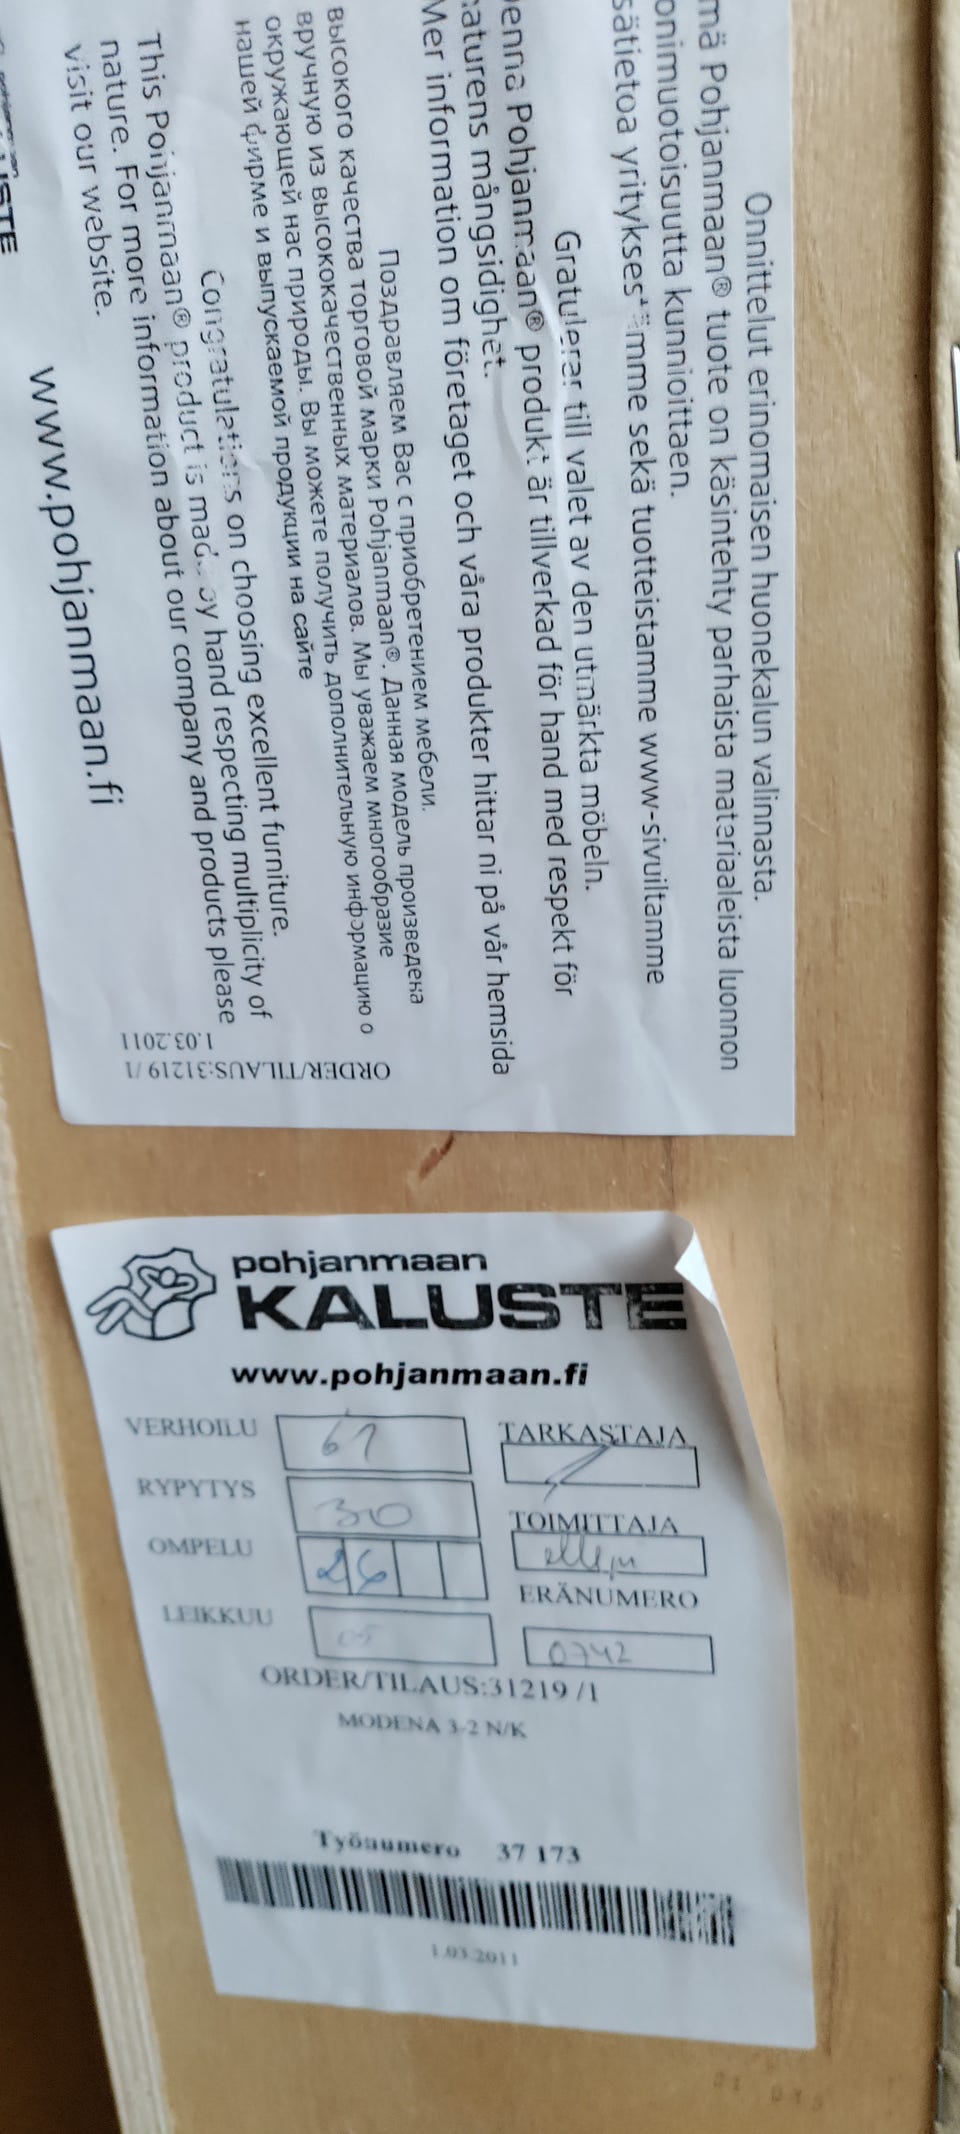 Onnittelut erinomaisen huonekalun valinnasta.
mä Pohjanmaan® tuote on käsintehty parhaista materiaaleista luonnon
onimuotoisuutta kunnioittaen.
sätietoa yrityksestämme sekä tuotteistamme www-sivuiltamme
Gratulerar till valet av den utmärkta möbeln.
enna Pohjanmaan® produkt är tillverkad för hand med respekt för
aturens mångsidighet.
Mer information om företaget och våra produkter hittar ni på vår hemsida
Поздравляем Вас с приобретением мебели.
высокого качества торговой марки Pohjanmaan®. Данная модель произведена
вручную из высококачественных материалов. Мы уважаем многообразие
окружающей нас природы. Вы можете получить дополнительную информацию о
нашей фирме и выпускаемой продукции на сайте
Congratulations on choosing excellent furniture.
This Pohjanmaan® product is made by hand respecting multiplicity of
nature. For more information about our company and products please
visit our website.
www.pohjanmaan.fi
USTE
ORDER/TILAUS:31219 /1
1.03.2011
pohjanmaan
KALUSTE
www.pohjanmaan.fi
VERHOILU 61
RYPYTYS 30
OMPELU 26
LEIKKUU 05
TARKASTAJA
TOIMITTAJA
ERÄNUMERO
0742
ORDER/TILAUS:31219 /1
MODENA 3-2 N/K
Työnumero 37 173
1.03.2011